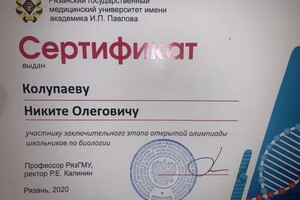 Рязанский государственный
медицинский университет имени
академика И.П. Павлова
Сертификат
выдан
Колупаеву
Никите Олеговичу
участнику заключительного этапа открытой олимпиады
школьников по биологии
Профессор РязГМУ,
ректор Р.Е. Калинин
Рязань, 2020